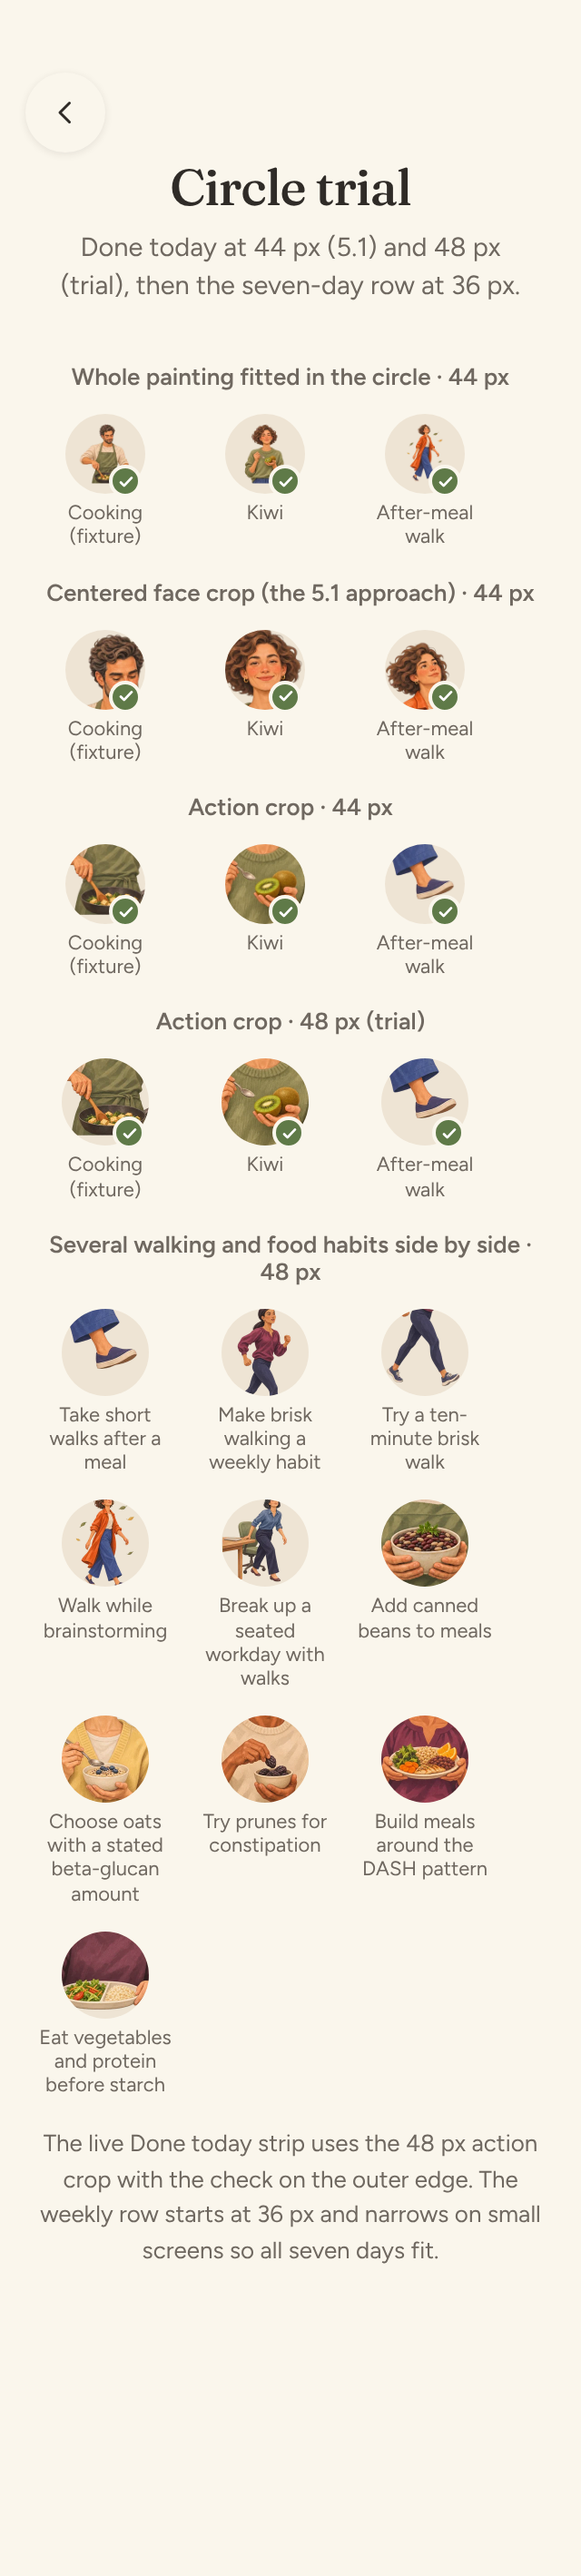 Circle trial
Done today at 44 px (5.1) and 48 px
(trial), then the seven-day row at 36 px.
Whole painting fitted in the circle · 44 px
Cooking
(fixture)
Kiwi
After-meal
walk
Centered face crop (the 5.1 approach) · 44 px
Cooking
(fixture)
Kiwi
After-meal
walk
Action crop · 44 px
Cooking
(fixture)
Kiwi
After-meal
walk
Action crop · 48 px (trial)
Cooking
(fixture)
Kiwi
After-meal
walk
Several walking and food habits side by side ·
48 px
Take short
walks after a
meal
Make brisk
walking a
weekly habit
Try a ten-
minute brisk
walk
Walk while
brainstorming
Break up a
seated
workday with
walks
Add canned
beans to meals
Choose oats
with a stated
beta-glucan
amount
Try prunes for
constipation
Build meals
around the
DASH pattern
Eat vegetables
and protein
before starch
The live Done today strip uses the 48 px action
crop with the check on the outer edge. The
weekly row starts at 36 px and narrows on small
screens so all seven days fit.